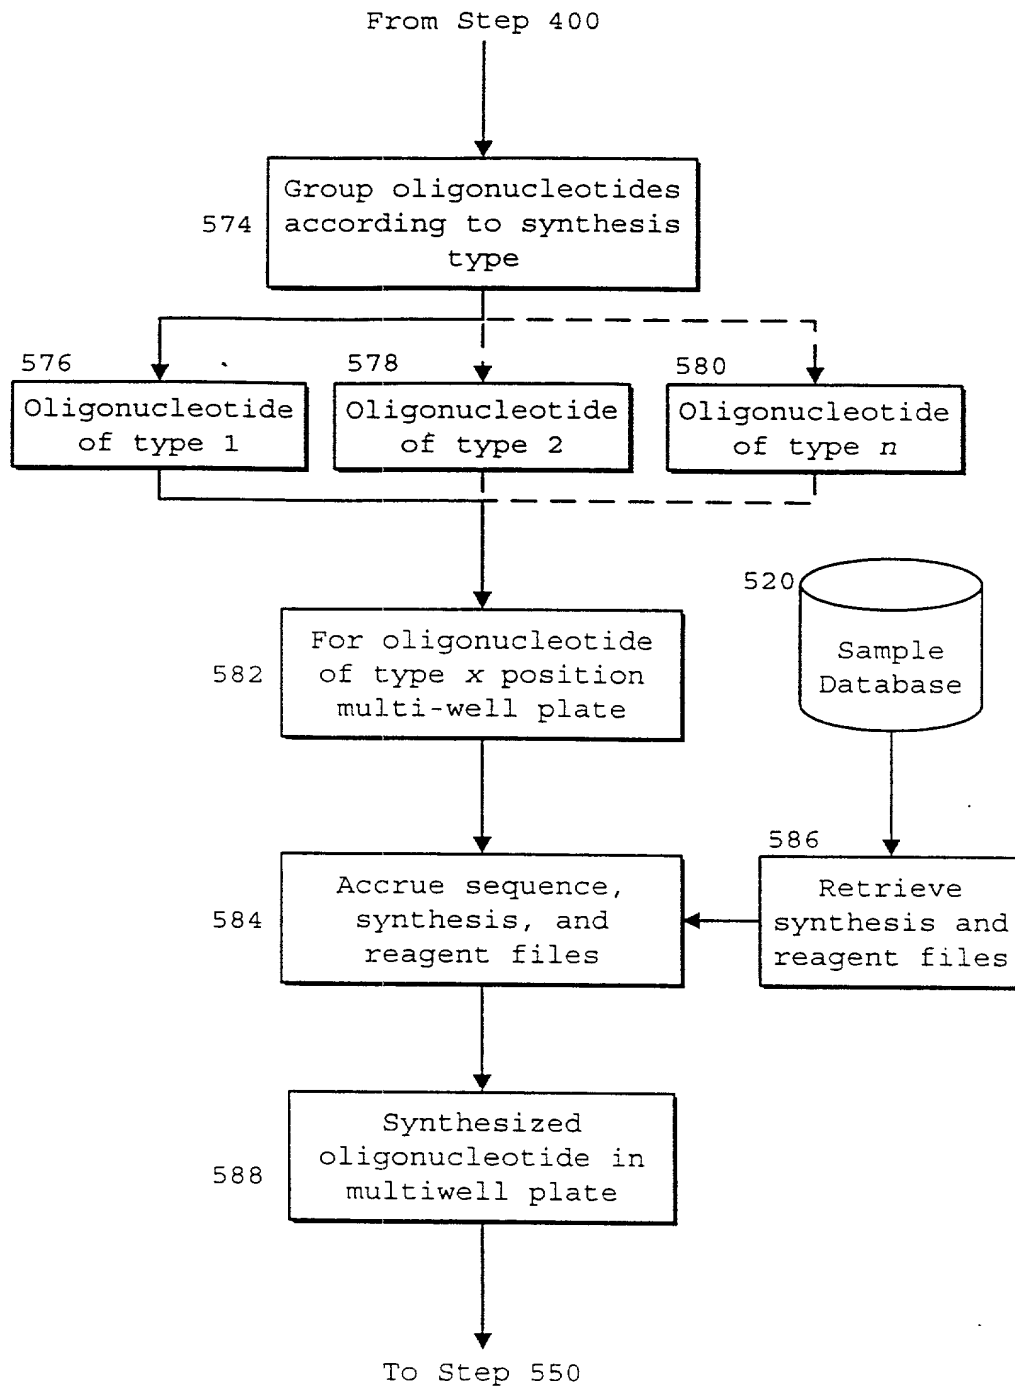 From Step 400
Group oligonucleotides
574
according to synthesis
type
576
578
580
Oligonucleotide
of type 1
Oligonucleotide
of type 2
Oligonucleotide
of type n
520
Sample
Database
For oligonucleotide
582
of type x position
multi-well plate
586
Accrue sequence,
584
synthesis, and
reagent files
Retrieve
synthesis and
reagent files
Synthesized
588
oligonucleotide in
multiwell plate
To Step 550